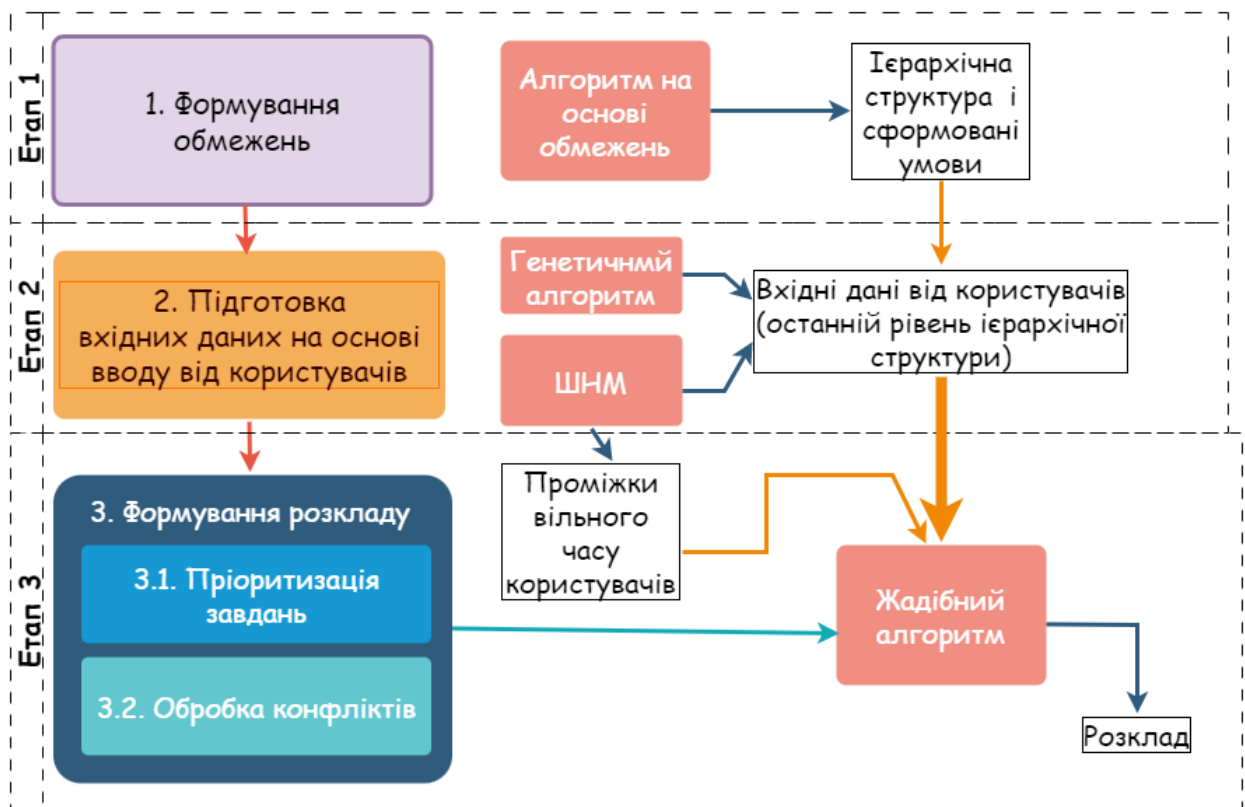 Етап 1
1. Формування
обмежень
Алгоритм на
основі
обмежень
Ієрархічна
структура і
сформовані
умови
Етап 2
2. Підготовка
вхідних даних на основі
вводу від користувачів
Генетичнмй
алгоритм
ШНМ
Вхідні дані від користувачів
(останній рівень ієрархічної
структури)
Етап 3
3. Формування розкладу
3.1. Пріоритизація
завдань
3.2. Обробка конфліктів
Проміжки
вільного
часу
користувачів
Жадібний
алгоритм
Розклад